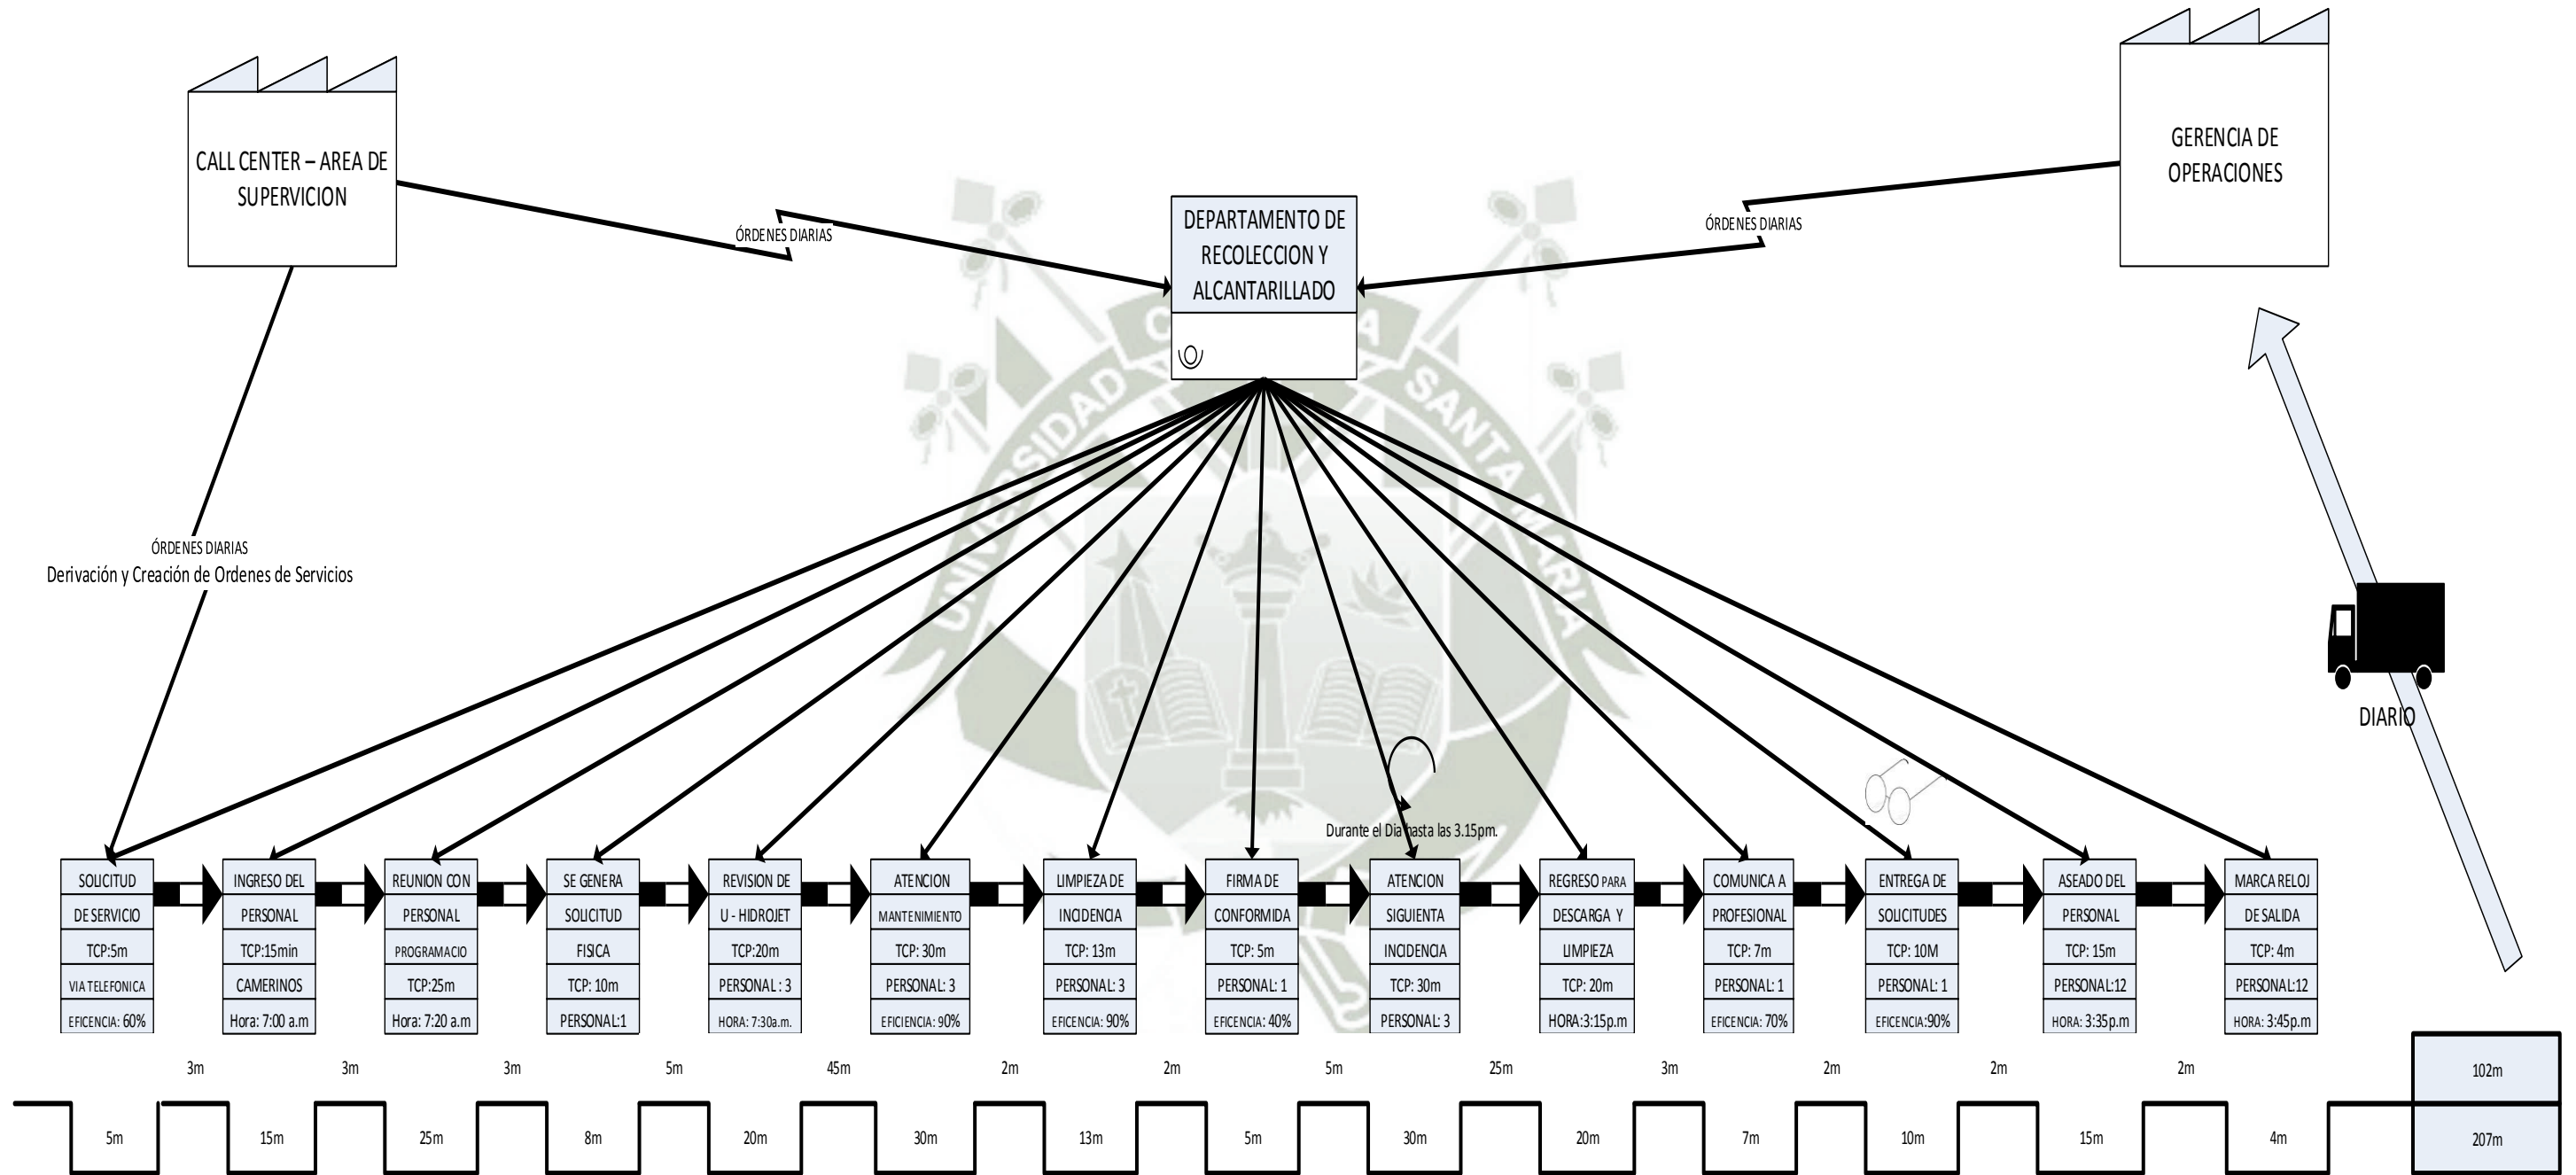 CALL CENTER – AREA DE
SUPERVICION
GERENCIA DE
OPERACIONES
DEPARTAMENTO DE
RECOLECCION Y
ALCANTARILLADO
ÓRDENES DIARIAS
ÓRDENES DIARIAS
UNIVERSIDAD CA SANTA MARIA
ÓRDENES DIARIAS
Derivación y Creación de Ordenes de Servicios
DIARIO
Durante el Dia hasta las 3.15pm.
SOLICITUD
DE SERVICIO
TCP:5m
VIA TELEFONICA
EFICENCIA: 60%
INGRESO DEL
PERSONAL
TCP:15min
CAMERINOS
Hora: 7:00 a.m
REUNION CON
PERSONAL
PROGRAMACIO
TCP:25m
Hora: 7:20 a.m
SE GENERA
SOLICITUD
FISICA
TCP: 10m
PERSONAL:1
REVISION DE
U - HIDROJET
TCP:20m
PERSONAL : 3
HORA: 7:30a.m.
ATENCION
MANTENIMIENTO
TCP: 30m
PERSONAL: 3
EFICIENCIA: 90%
LIMPIEZA DE
INCIDENCIA
TCP: 13m
PERSONAL: 3
EFICENCIA: 90%
FIRMA DE
CONFORMIDA
TCP: 5m
PERSONAL: 1
EFICENCIA: 40%
ATENCION
SIGUIENTA
INCIDENCIA
TCP: 30m
PERSONAL: 3
REGRESO PARA
DESCARGA Y
LIMPIEZA
TCP: 20m
HORA:3:15p.m
COMUNICA A
PROFESIONAL
TCP: 7m
PERSONAL: 1
EFICENCIA: 70%
ENTREGA DE
SOLICITUDES
TCP: 10M
PERSONAL: 1
EFICENCIA:90%
ASEADO DEL
PERSONAL
TCP: 15m
PERSONAL:12
HORA: 3:35p.m
MARCA RELOJ
DE SALIDA
TCP: 4m
PERSONAL:12
HORA: 3:45p.m
3m 3m 3m 5m 45m 2m 2m 5m 25m 3m 2m 2m 2m 102m
5m 15m 25m 8m 20m 30m 13m 5m 30m 20m 7m 10m 15m 4m 207m